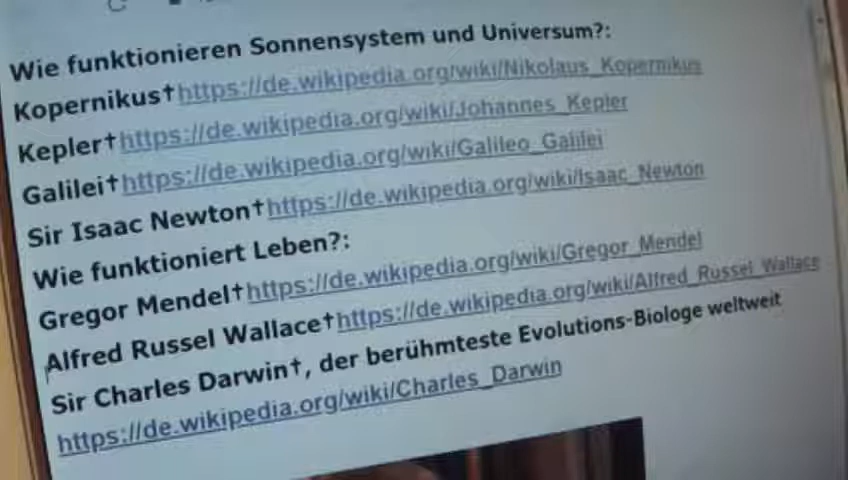 Wie funktionieren Sonnensystem und Universum?:
Kopernikus†https://de.wikipedia.org/wiki/Nikolaus_Kopernikus
Kepler†https://de.wikipedia.org/wiki/Johannes_Kepler
Galilei†https://de.wikipedia.org/wiki/Galileo_Galilei
Sir Isaac Newton†https://de.wikipedia.org/wiki/Isaac_Newton
Wie funktioniert Leben?:
Gregor Mendel†https://de.wikipedia.org/wiki/Gregor_Mendel
Alfred Russel Wallace†https://de.wikipedia.org/wiki/Alfred_Russel_Wallace
Sir Charles Darwin†, der berühmteste Evolutions-Biologe weltweit
https://de.wikipedia.org/wiki/Charles_Darwin